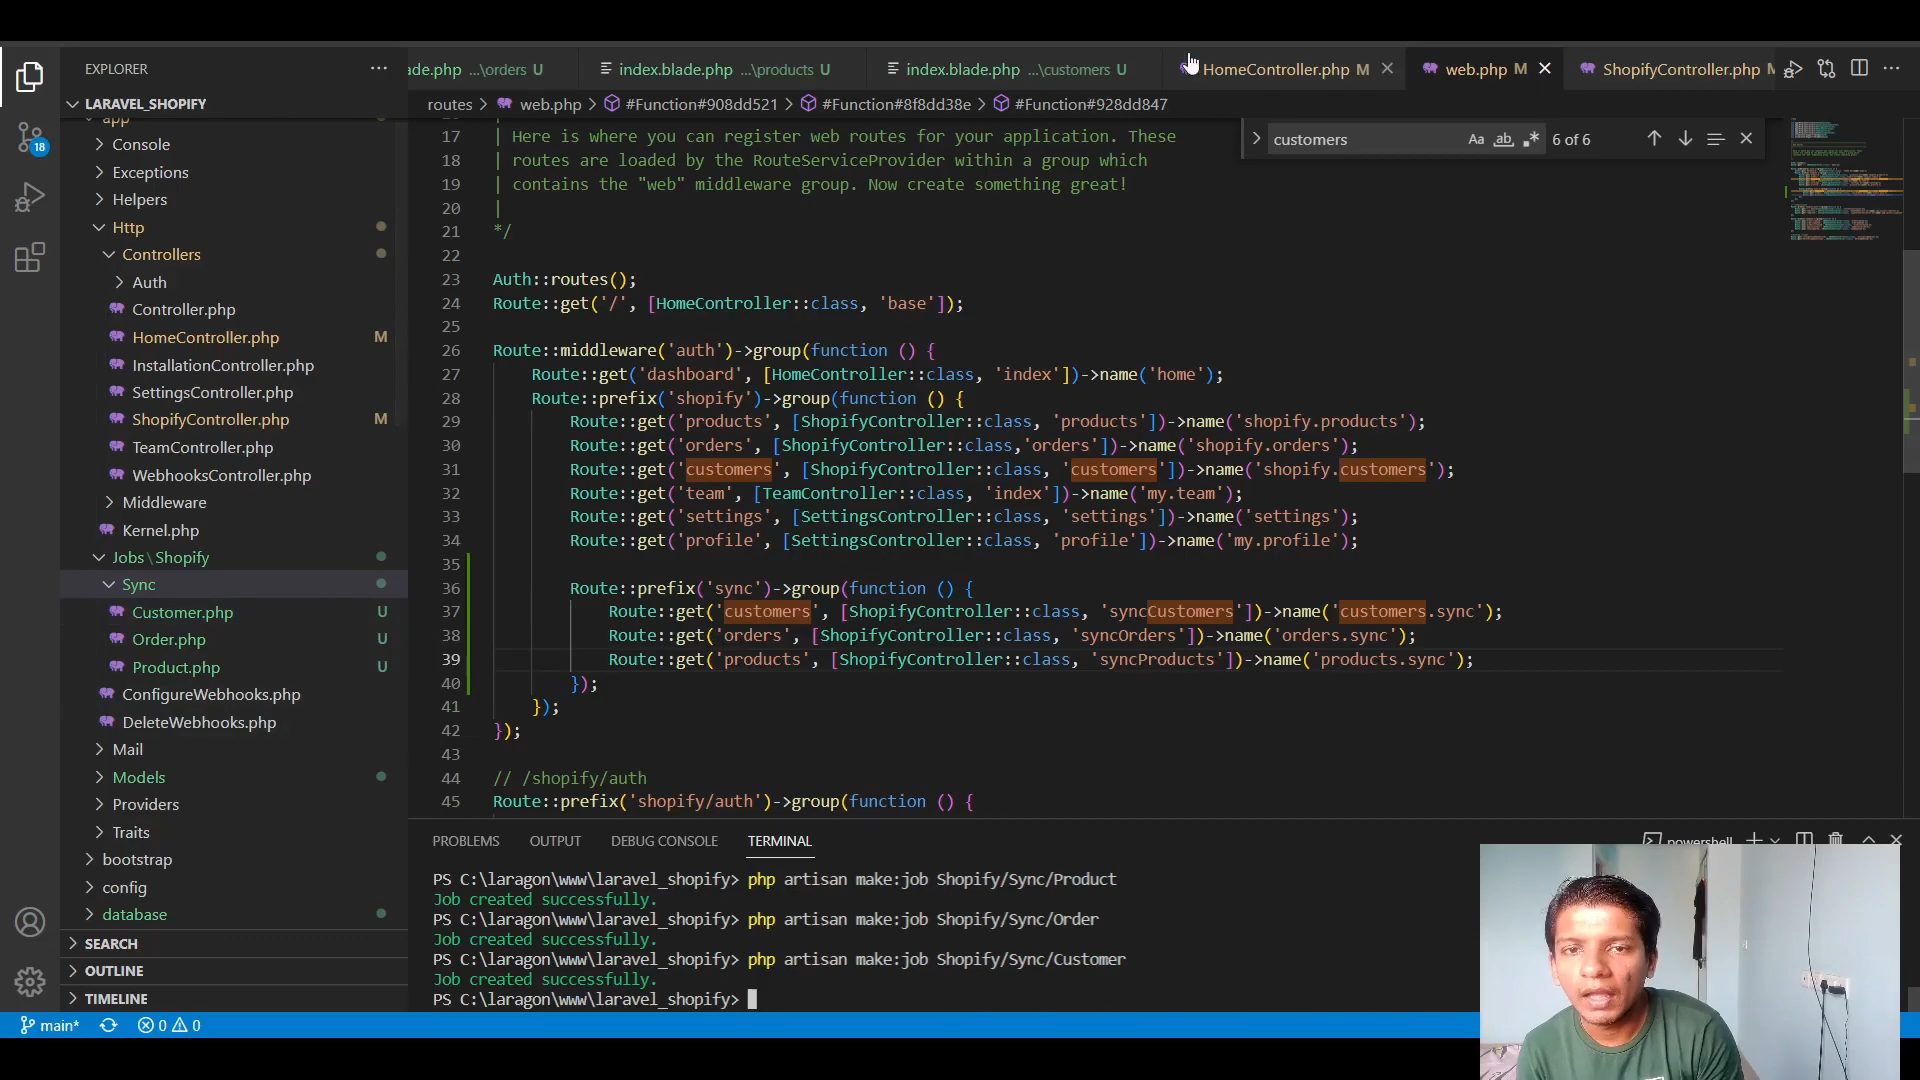 EXPLORER
LARAVEL_SHOPIFY
app
Console
Exceptions
Helpers
Http
Controllers
Auth
Controller.php
HomeController.php M
InstallationController.php
SettingsController.php
ShopifyController.php M
TeamController.php
WebhooksController.php
Middleware
Kernel.php
Jobs\Shopify
Sync
Customer.php U
Order.php U
Product.php U
ConfigureWebhooks.php
DeleteWebhooks.php
Mail
Models
Providers
Traits
bootstrap
config
database
SEARCH
OUTLINE
TIMELINE
18
ade.php ...\orders U
index.blade.php ...\products U
index.blade.php ...\customers U
HomeController.php M
web.php M
ShopifyController.php M
routes > web.php > #Function#908dd521 > #Function#8f8dd38e > #Function#928dd847
customers Aa ab 6 of 6
17 | Here is where you can register web routes for your application. These
18 | routes are loaded by the RouteServiceProvider within a group which
19 | contains the "web" middleware group. Now create something great!
20 |
21 */
22
23 Auth::routes();
24 Route::get('/', [HomeController::class, 'base']);
25
26 Route::middleware('auth')->group(function () {
27 Route::get('dashboard', [HomeController::class, 'index'])->name('home');
28 Route::prefix('shopify')->group(function () {
29 Route::get('products', [ShopifyController::class, 'products'])->name('shopify.products');
30 Route::get('orders', [ShopifyController::class,'orders'])->name('shopify.orders');
31 Route::get('customers', [ShopifyController::class, 'customers'])->name('shopify.customers');
32 Route::get('team', [TeamController::class, 'index'])->name('my.team');
33 Route::get('settings', [SettingsController::class, 'settings'])->name('settings');
34 Route::get('profile', [SettingsController::class, 'profile'])->name('my.profile');
35
36 Route::prefix('sync')->group(function () {
37 Route::get('customers', [ShopifyController::class, 'syncCustomers'])->name('customers.sync');
38 Route::get('orders', [ShopifyController::class, 'syncOrders'])->name('orders.sync');
39 Route::get('products', [ShopifyController::class, 'syncProducts'])->name('products.sync');
40 });
41 });
42 });
43
44 // /shopify/auth
45 Route::prefix('shopify/auth')->group(function () {
PROBLEMS OUTPUT DEBUG CONSOLE TERMINAL
powershell
PS C:\laragon\www\laravel_shopify> php artisan make:job Shopify/Sync/Product
Job created successfully.
PS C:\laragon\www\laravel_shopify> php artisan make:job Shopify/Sync/Order
Job created successfully.
PS C:\laragon\www\laravel_shopify> php artisan make:job Shopify/Sync/Customer
Job created successfully.
PS C:\laragon\www\laravel_shopify>
main* 0 0